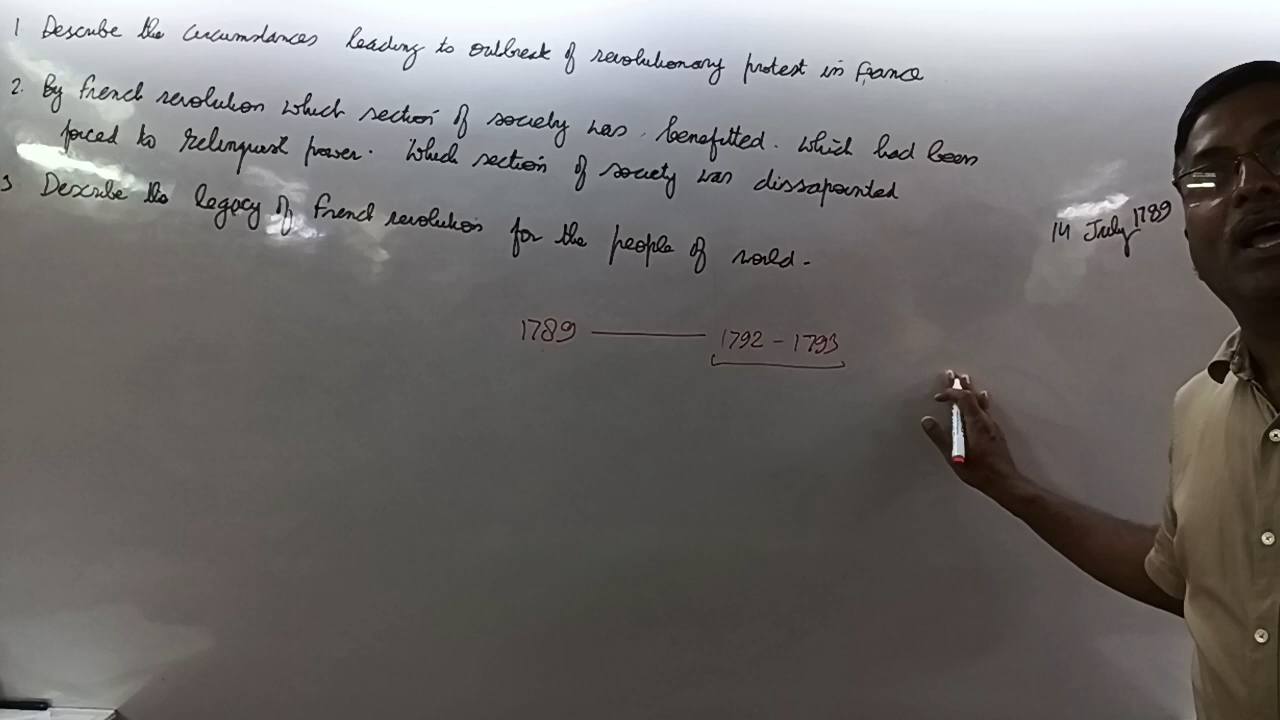 1 Describe the circumstances leading to outbreak of revolutionary protest in France
2. By French revolution which section of society was benefitted. Which had been
forced to relinquist power. Which section of society was dissapointed
3 Describe the legacy of French revolution for the people of world.
14 July 1789
1789 — 1792 - 1793